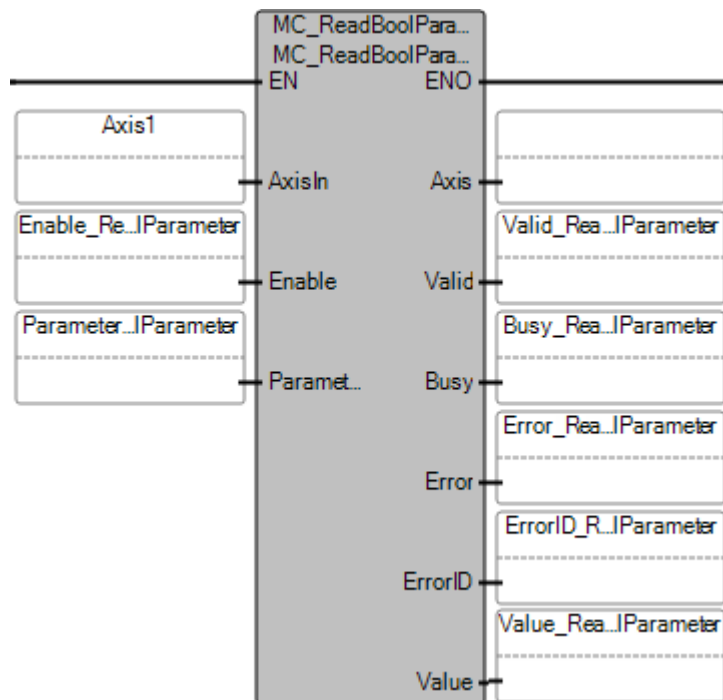 MC_ReadBoolPara...
MC_ReadBoolPara...
EN ENO
Axis1
AxisIn Axis
Enable_Re...lParameter Valid_Rea...lParameter
Enable Valid
Parameter...lParameter Busy_Rea...lParameter
Paramet... Busy
Error_Rea...lParameter
Error
ErrorID_R...lParameter
ErrorID
Value_Rea...lParameter
Value